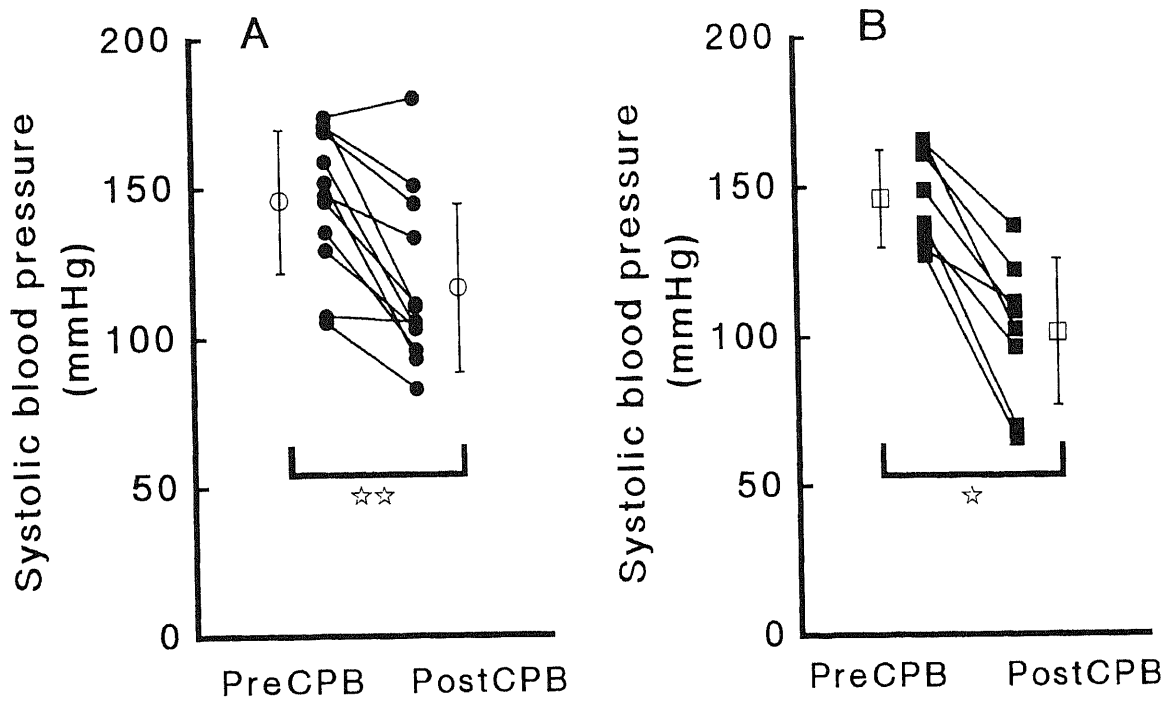 A
Systolic blood pressure
(mmHg)
200
150
100
50
0
☆☆
PreCPB PostCPB
B
Systolic blood pressure
(mmHg)
200
150
100
50
0
☆
PreCPB PostCPB